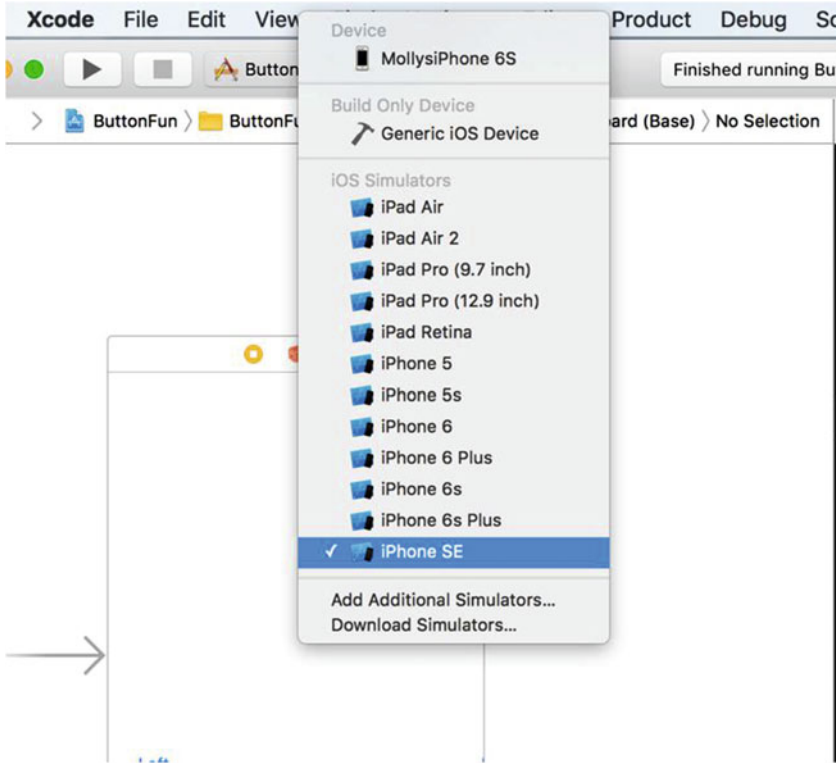 Xcode File Edit View Product Debug
Device
MollysiPhone 6S
Button
Finished running
Build Only Device
Generic iOS Device
ButtonFun
(Base) No Selection
iOS Simulators
iPad Air
iPad Air 2
iPad Pro (9.7 inch)
iPad Pro (12.9 inch)
iPad Retina
iPhone 5
iPhone 5s
iPhone 6
iPhone 6 Plus
iPhone 6s
iPhone 6s Plus
✓ iPhone SE
Add Additional Simulators...
Download Simulators...